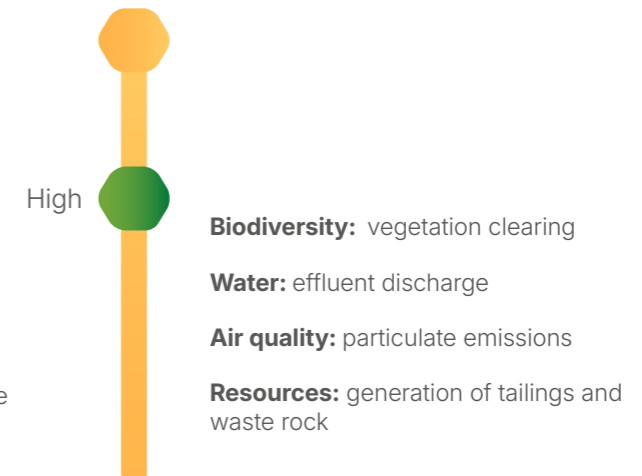 High
Biodiversity: vegetation clearing
Water: effluent discharge
Air quality: particulate emissions
Resources: generation of tailings and
waste rock